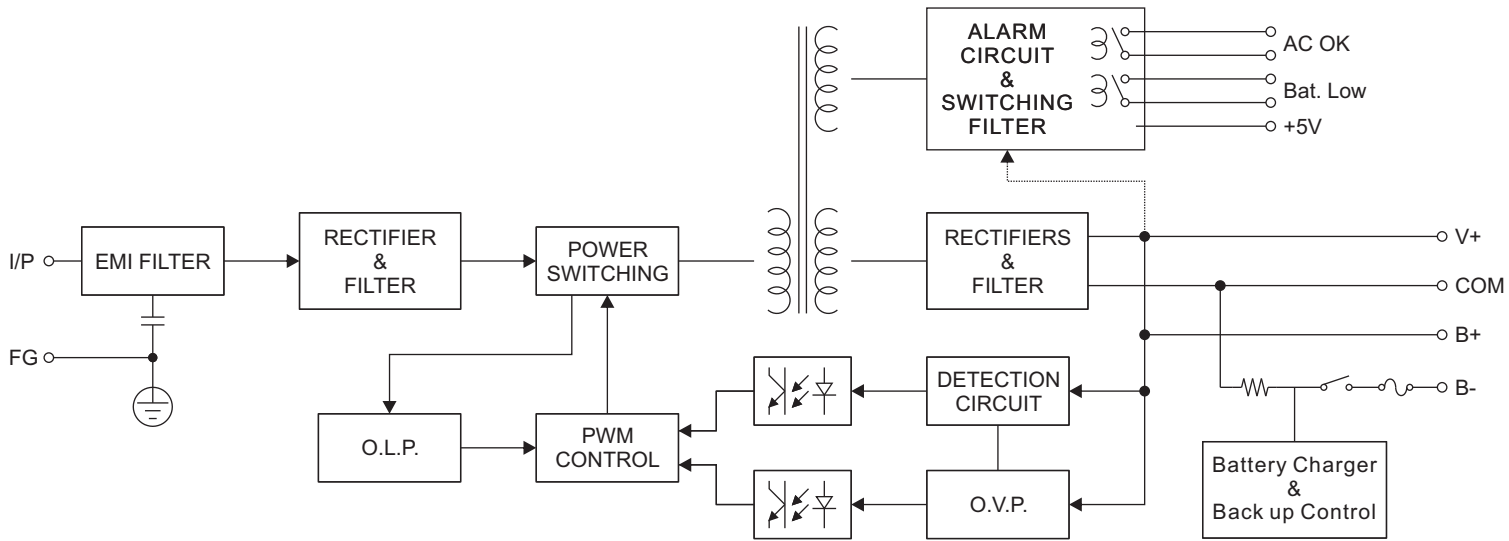 ALARM
CIRCUIT
&
SWITCHING
FILTER
AC OK
Bat. Low
+5V
I/P
EMI FILTER
RECTIFIER
&
FILTER
POWER
SWITCHING
RECTIFIERS
&
FILTER
V+
COM
B+
B-
FG
O.L.P.
PWM
CONTROL
DETECTION
CIRCUIT
O.V.P.
Battery Charger
&
Back up Control